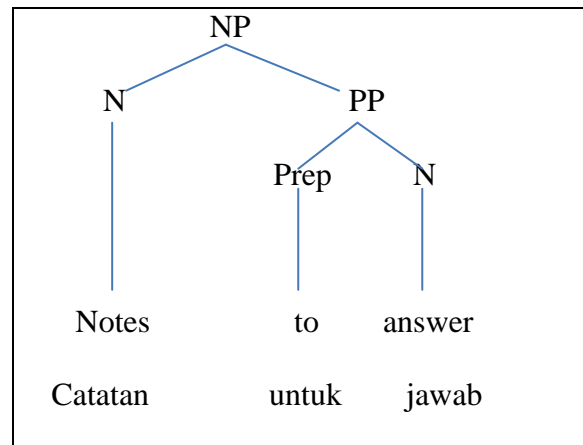 NP
N PP
Prep N
Notes to answer
Catatan untuk jawab